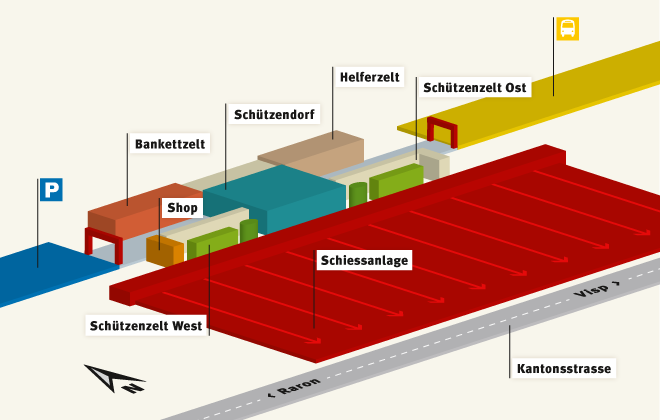 Helferzelt
Schützenzelt Ost
Schützendorf
Bankettzelt
P
Shop
Schiessanlage
Visp >
Schützenzelt West
Kantonsstrasse
< Raron
N